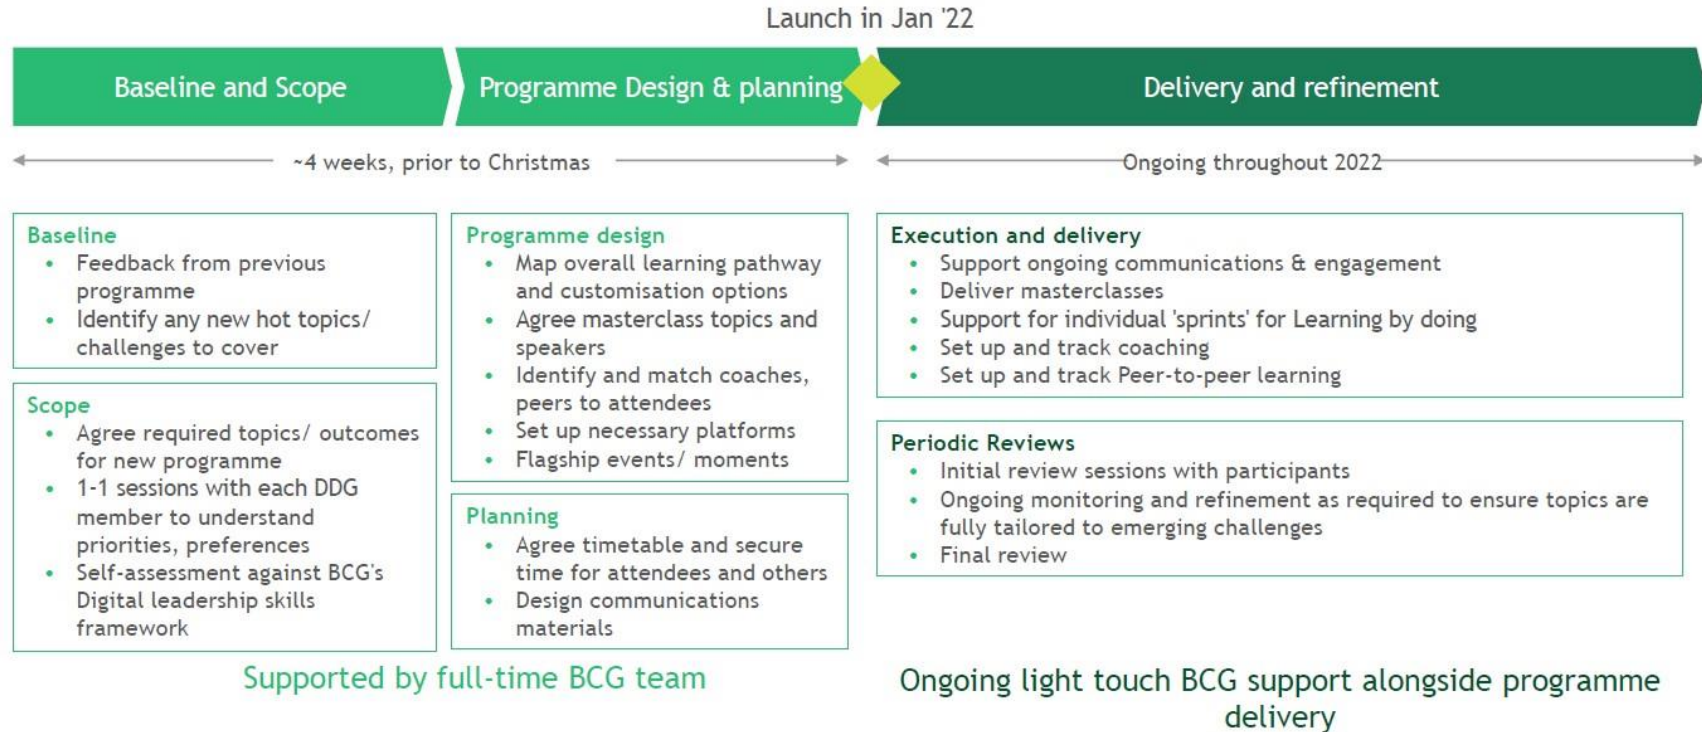 Launch in Jan '22
Baseline and Scope
Programme Design & planning
Delivery and refinement
~4 weeks, prior to Christmas
Ongoing throughout 2022
Baseline
• Feedback from previous
programme
• Identify any new hot topics/
challenges to cover
Scope
• Agree required topics/ outcomes
for new programme
• 1-1 sessions with each DDG
member to understand
priorities, preferences
• Self-assessment against BCG's
Digital leadership skills
framework
Programme design
• Map overall learning pathway
and customisation options
• Agree masterclass topics and
speakers
• Identify and match coaches,
peers to attendees
• Set up necessary platforms
• Flagship events/ moments
Planning
• Agree timetable and secure
time for attendees and others
• Design communications
materials
Execution and delivery
• Support ongoing communications & engagement
• Deliver masterclasses
• Support for individual 'sprints' for Learning by doing
• Set up and track coaching
• Set up and track Peer-to-peer learning
Periodic Reviews
• Initial review sessions with participants
• Ongoing monitoring and refinement as required to ensure topics are
fully tailored to emerging challenges
• Final review
Supported by full-time BCG team
Ongoing light touch BCG support alongside programme
delivery